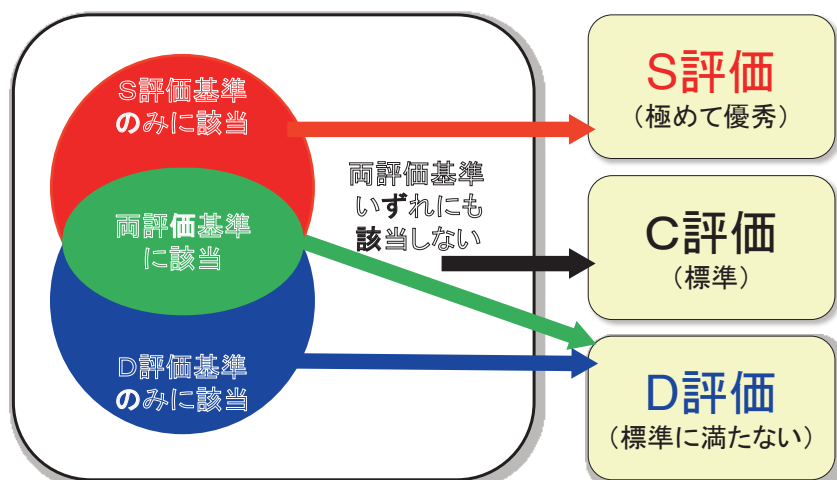 S評価基準
のみに該当
両評価基準
に該当
D評価基準
のみに該当
両評価基準
いずれにも
該当しない
S評価
（極めて優秀）
C評価
（標準）
D評価
（標準に満たない）